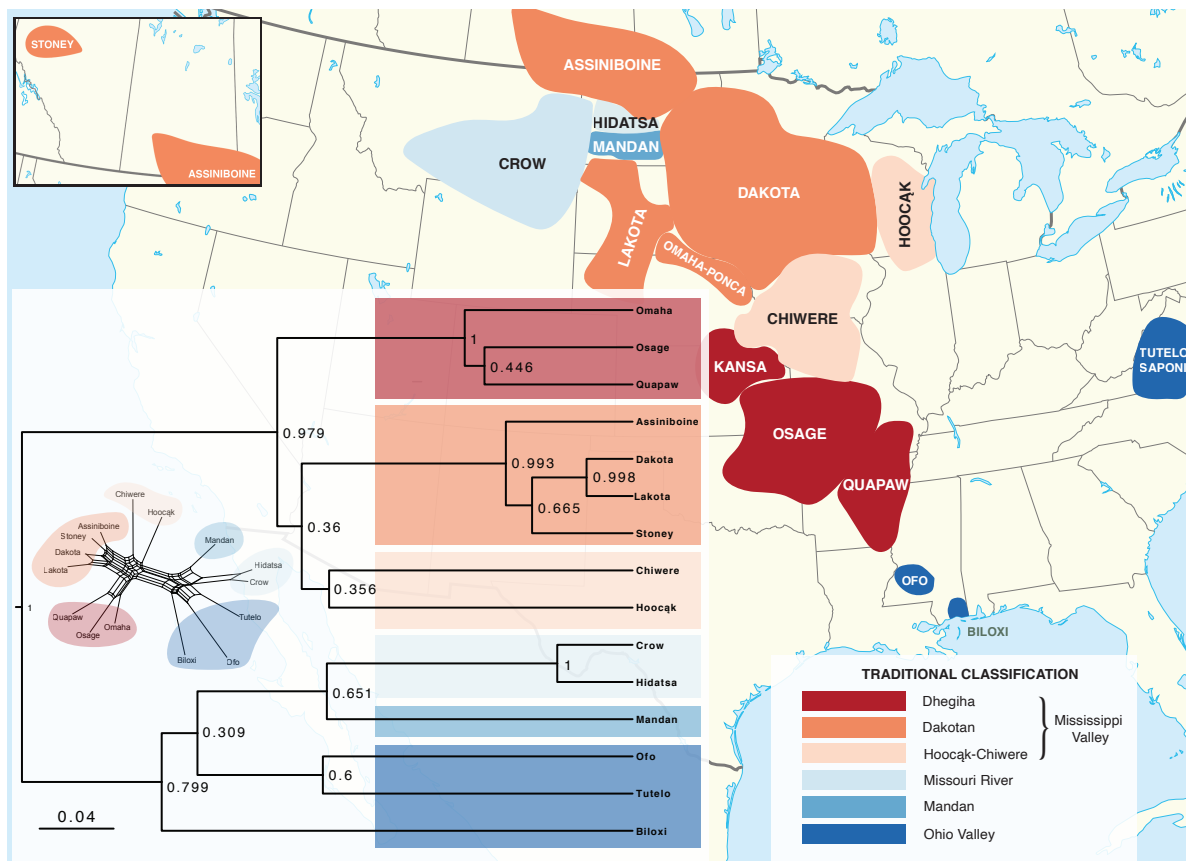 STONEY
ASSINIBOINE
ASSINIBOINE
HIDATSA
MANDAN
CROW
DAKOTA
HOOCĄK
LAKOTA
OMAHA-PONCA
CHIWERE
KANSA
OSAGE
QUAPAW
TUTELO
SAPONI
OFO
BILOXI
Omaha
1
Osage
0.446
Quapaw
0.979
Assiniboine
0.993
Dakota
0.998
Lakota
0.665
Stoney
0.36
Chiwere
0.356
Hoocąk
1
Crow
1
Hidatsa
0.651
Mandan
0.309
Ofo
0.6
Tutelo
0.799
Biloxi
0.04
Chiwere
Hoocąk
Assiniboine
Stoney
Dakota
Lakota
Mandan
Hidatsa
Crow
Quapaw
Osage
Omaha
Tutelo
Biloxi
Ofo
TRADITIONAL CLASSIFICATION
Dhegiha
Dakotan
Hoocąk-Chiwere
Mississippi
Valley
Missouri River
Mandan
Ohio Valley